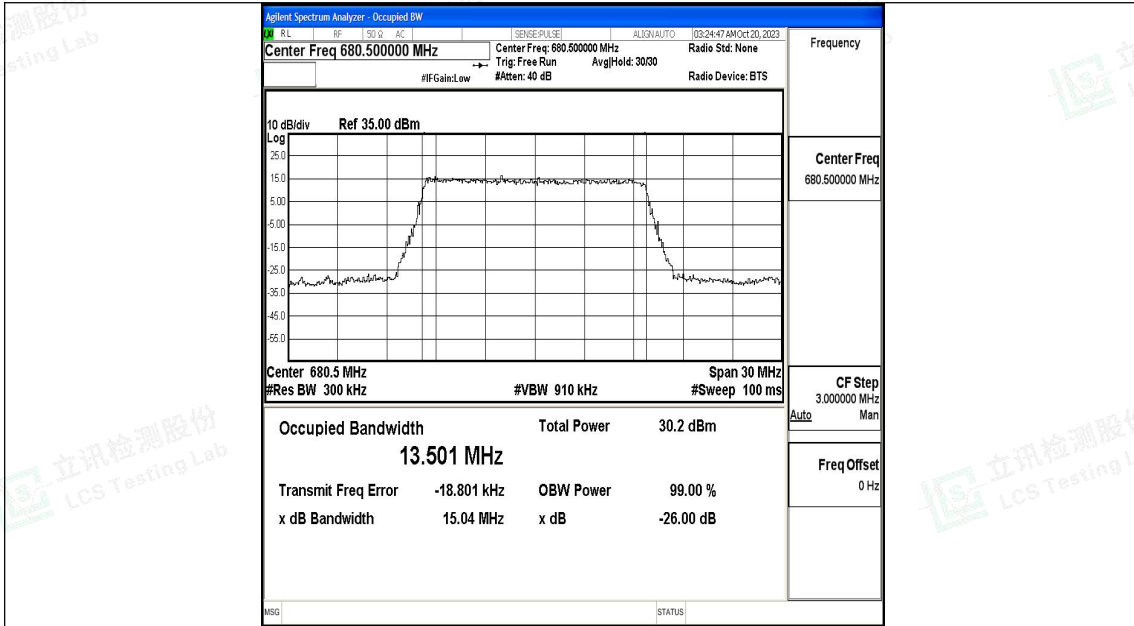 Agilent Spectrum Analyzer - Occupied BW
LXI RL RF 50 Ω AC SENSE:PULSE ALIGN AUTO 03:24:47 AM Oct 20, 2023
Center Freq 680.500000 MHz
Center Freq: 680.500000 MHz
Radio Std: None
Trig: Free Run Avg|Hold: 30/30
#IFGain:Low
#Atten: 40 dB
Radio Device: BTS
10 dB/div Ref 35.00 dBm
Log
25.0
15.0
5.00
-5.00
-15.0
-25.0
-35.0
-45.0
-55.0
Center 680.5 MHz Span 30 MHz
#Res BW 300 kHz #VBW 910 kHz #Sweep 100 ms
Occupied Bandwidth Total Power 30.2 dBm
13.501 MHz
Transmit Freq Error -18.801 kHz OBW Power 99.00 %
x dB Bandwidth 15.04 MHz x dB -26.00 dB
MSG STATUS
Frequency
Center Freq
680.500000 MHz
CF Step
3.000000 MHz
Auto Man
Freq Offset
0 Hz
检测股份
sting Lab
立
立讯检测股份
LCS Testing Lab
立讯检测股份
LCS Testing L